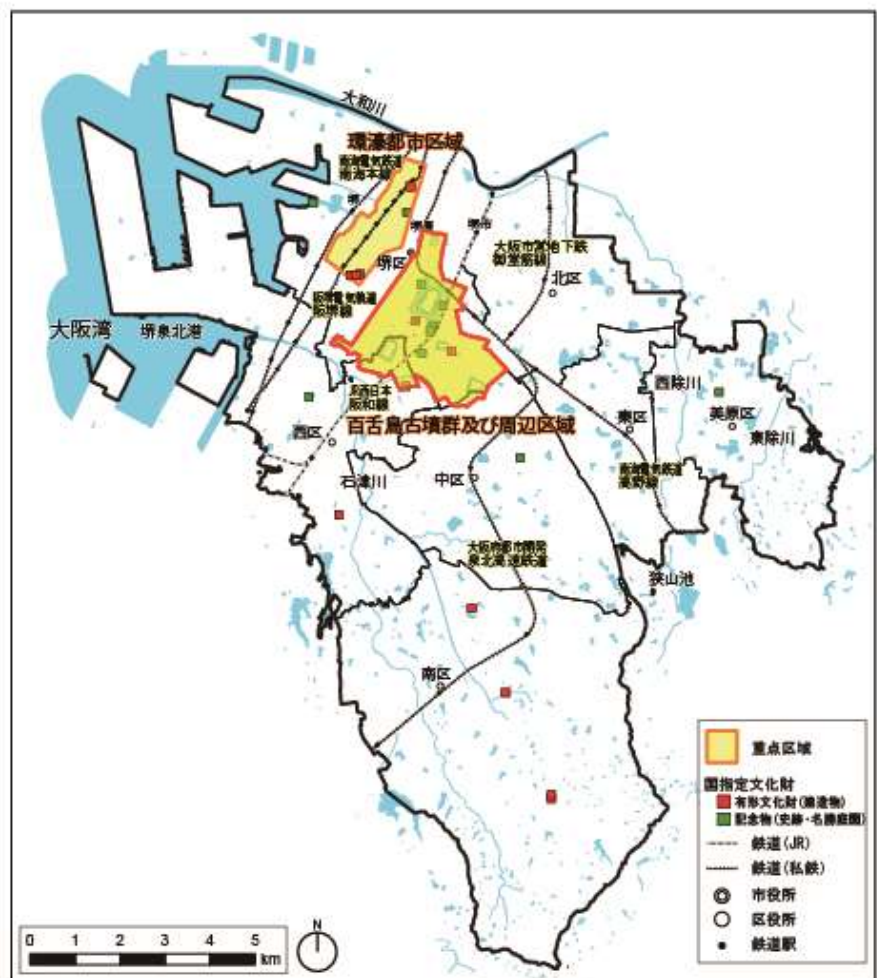 大和川
環濠都市区域
南海電気鉄道
南海本線
堺
堺東
堺市
堺区
大阪市営地下鉄
御堂筋線
北区
阪堺電気軌道
阪堺線
大阪湾
堺泉北港
JR西日本
阪和線
西除川
美原区
東除川
東区
百舌鳥古墳群及び周辺区域
西区
石津川
中区
南海電気鉄道
高野線
大阪府都市開発
泉北高速鉄道
狭山池
南区
重点区域
国指定文化財
有形文化財(建造物)
記念物(史跡・名勝庭園)
鉄道(JR)
鉄道(私鉄)
市役所
区役所
鉄道駅
0 1 2 3 4 5
km
N